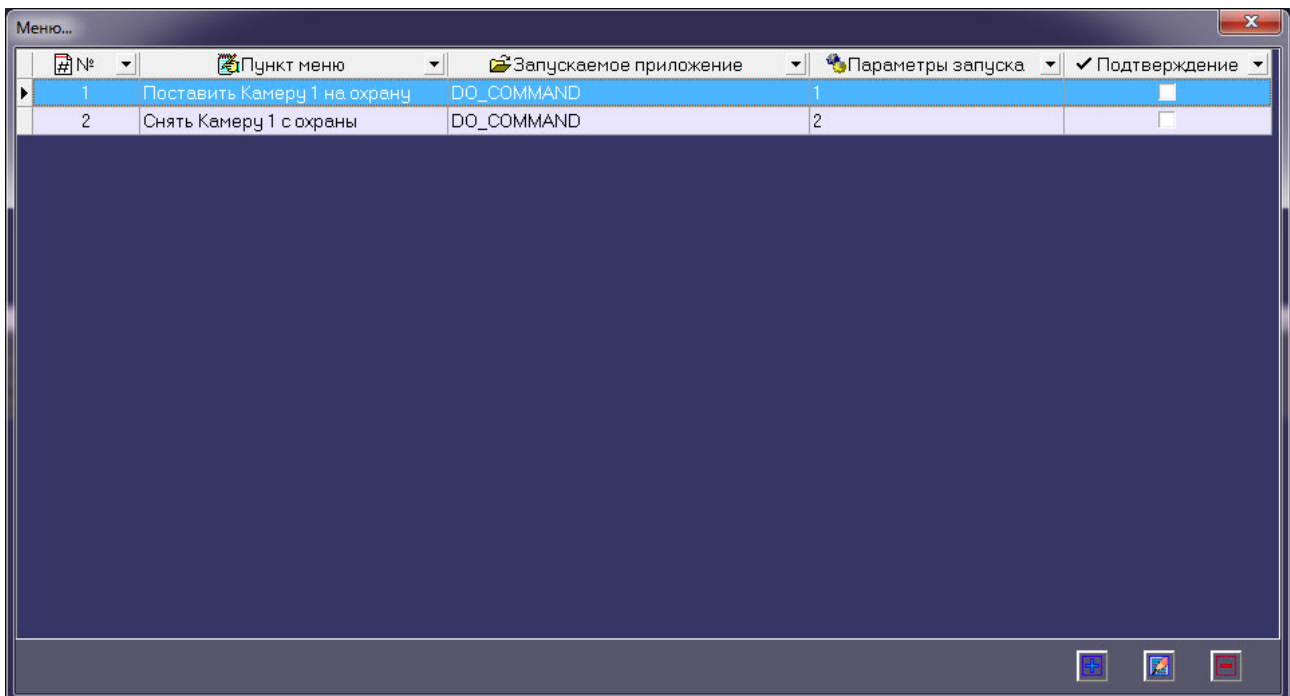 Меню...
№ Пункт меню Запускаемое приложение Параметры запуска Подтверждение
1 Поставить Камеру 1 на охрану DO_COMMAND 1
2 Снять Камеру 1 с охраны DO_COMMAND 2